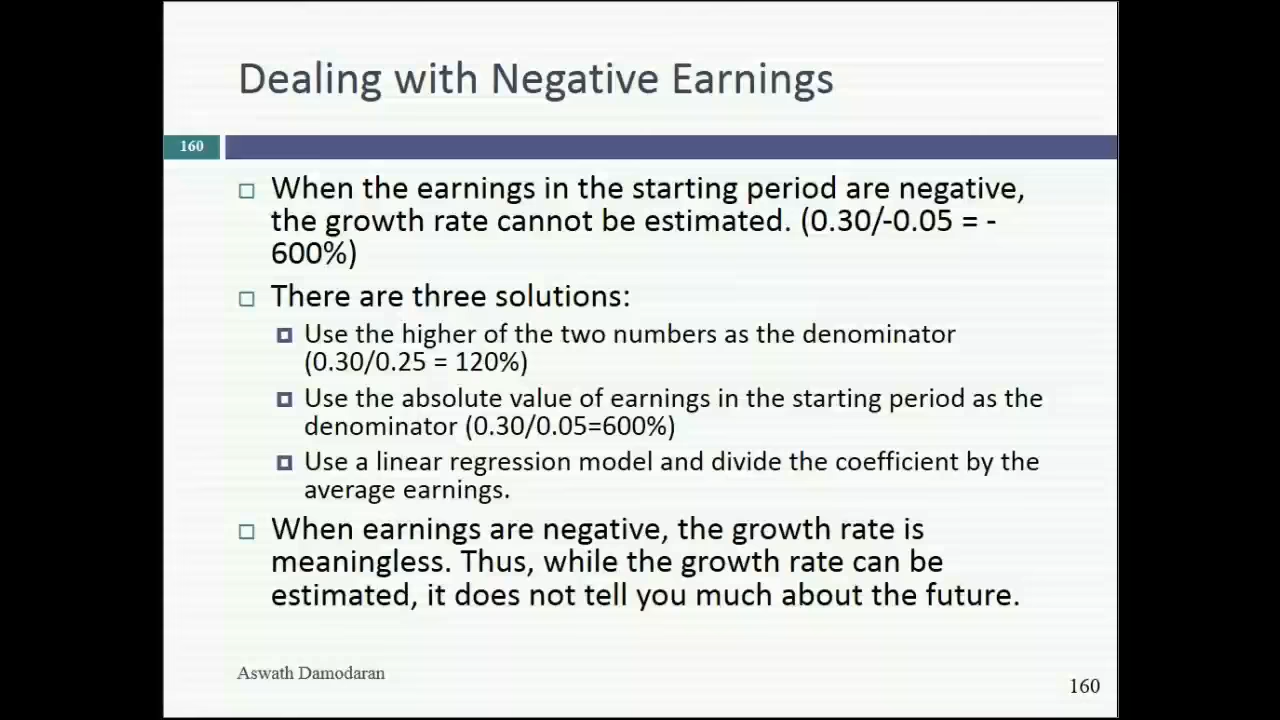 Dealing with Negative Earnings
160
When the earnings in the starting period are negative,
the growth rate cannot be estimated. (0.30/-0.05 = -
600%)
There are three solutions:
Use the higher of the two numbers as the denominator
(0.30/0.25 = 120%)
Use the absolute value of earnings in the starting period as the
denominator (0.30/0.05=600%)
Use a linear regression model and divide the coefficient by the
average earnings.
When earnings are negative, the growth rate is
meaningless. Thus, while the growth rate can be
estimated, it does not tell you much about the future.
Aswath Damodaran
160